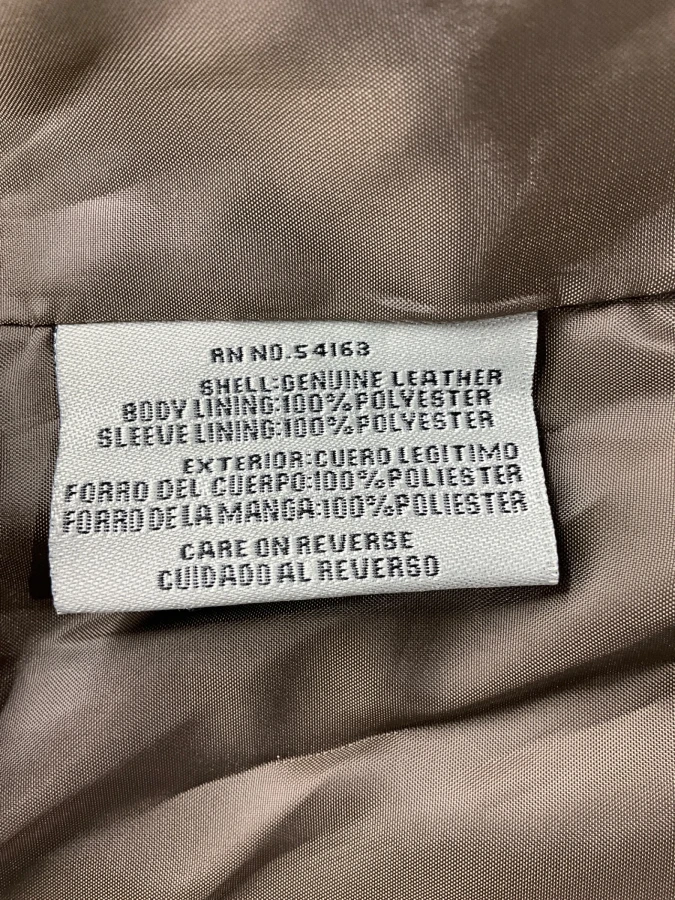 RN NO.54163
SHELL:GENUINE LEATHER
BODY LINING:100%POLYESTER
SLEEVE LINING:100%POLYESTER
EXTERIOR:CUERO LEGITIMO
FORRO DEL CUERPO:100%POLIESTER
FORRO DE LA MANGA:100%POLIESTER
CARE ON REVERSE
CUIDADO AL REVERSO